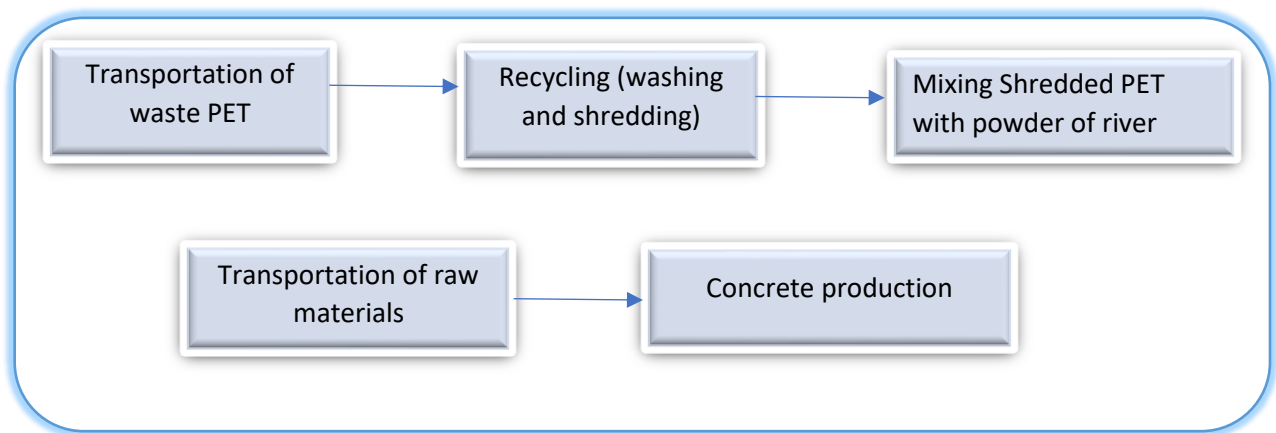 Transportation of
waste PET
Recycling (washing
and shredding)
Mixing Shredded PET
with powder of river
Transportation of raw
materials
Concrete production